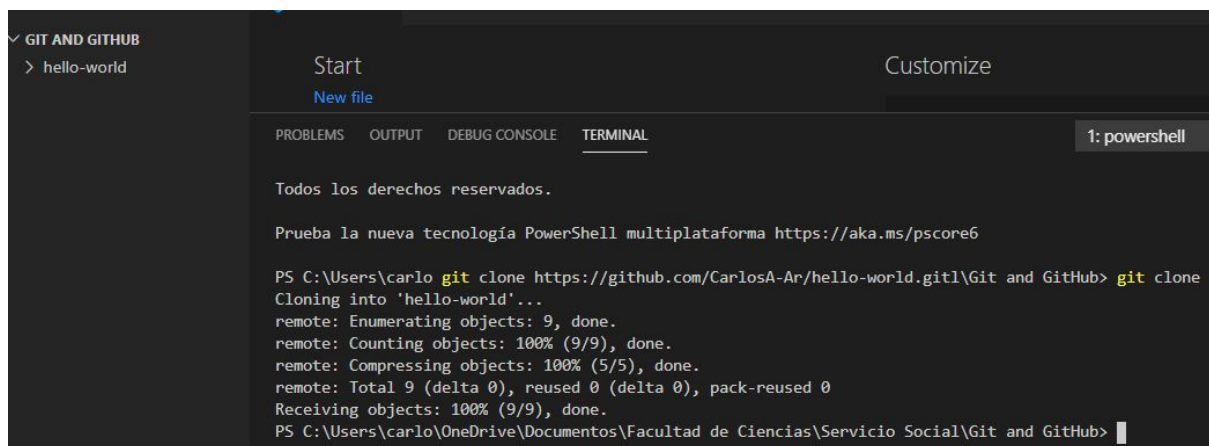 GIT AND GITHUB
hello-world
Start
Customize
New file
PROBLEMS OUTPUT DEBUG CONSOLE TERMINAL
1: powershell
Todos los derechos reservados.
Prueba la nueva tecnología PowerShell multiplataforma https://aka.ms/pscore6
PS C:\Users\carlo git clone https://github.com/CarlosA-Ar/hello-world.gitl\Git and GitHub> git clone
Cloning into 'hello-world'...
remote: Enumerating objects: 9, done.
remote: Counting objects: 100% (9/9), done.
remote: Compressing objects: 100% (5/5), done.
remote: Total 9 (delta 0), reused 0 (delta 0), pack-reused 0
Receiving objects: 100% (9/9), done.
PS C:\Users\carlo\OneDrive\Documentos\Facultad de Ciencias\Servicio Social\Git and GitHub>